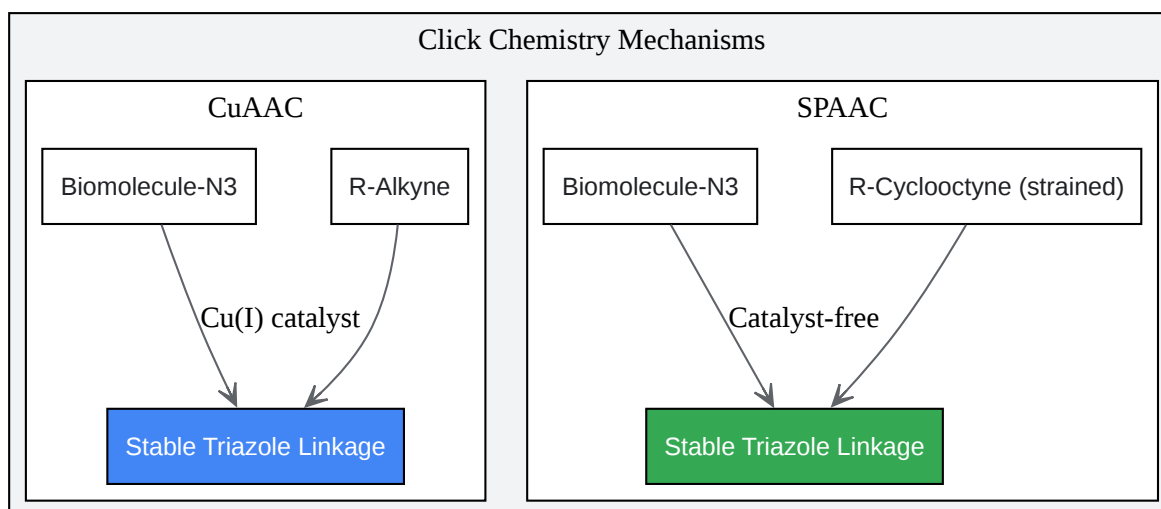 Click Chemistry Mechanisms
CuAAC
Biomolecule-N3
R-Alkyne
Cu(I) catalyst
Stable Triazole Linkage
SPAAC
Biomolecule-N3
R-Cyclooctyne (strained)
Catalyst-free
Stable Triazole Linkage